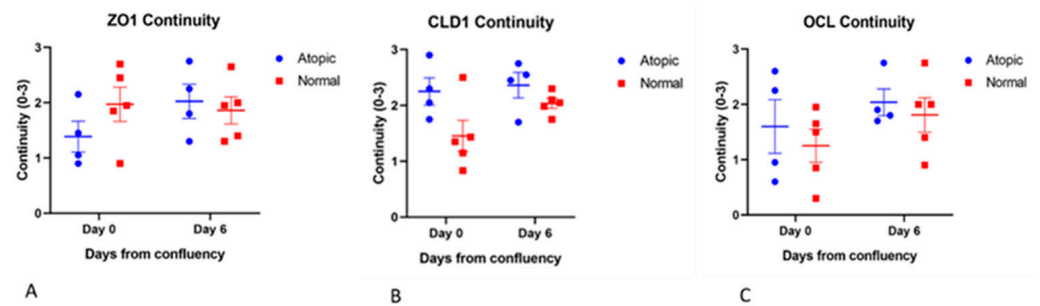 ZO1 Continuity
3
2
1
0
Continuity (0-3)
Day 0
Day 6
Days from confluency
Atopic
Normal
A
CLD1 Continuity
3
2
1
0
Continuity (0-3)
Day 0
Day 6
Days from confluency
Atopic
Normal
B
OCL Continuity
3
2
1
0
Continuity (0-3)
Day 0
Day 6
Days from confluency
Atopic
Normal
C